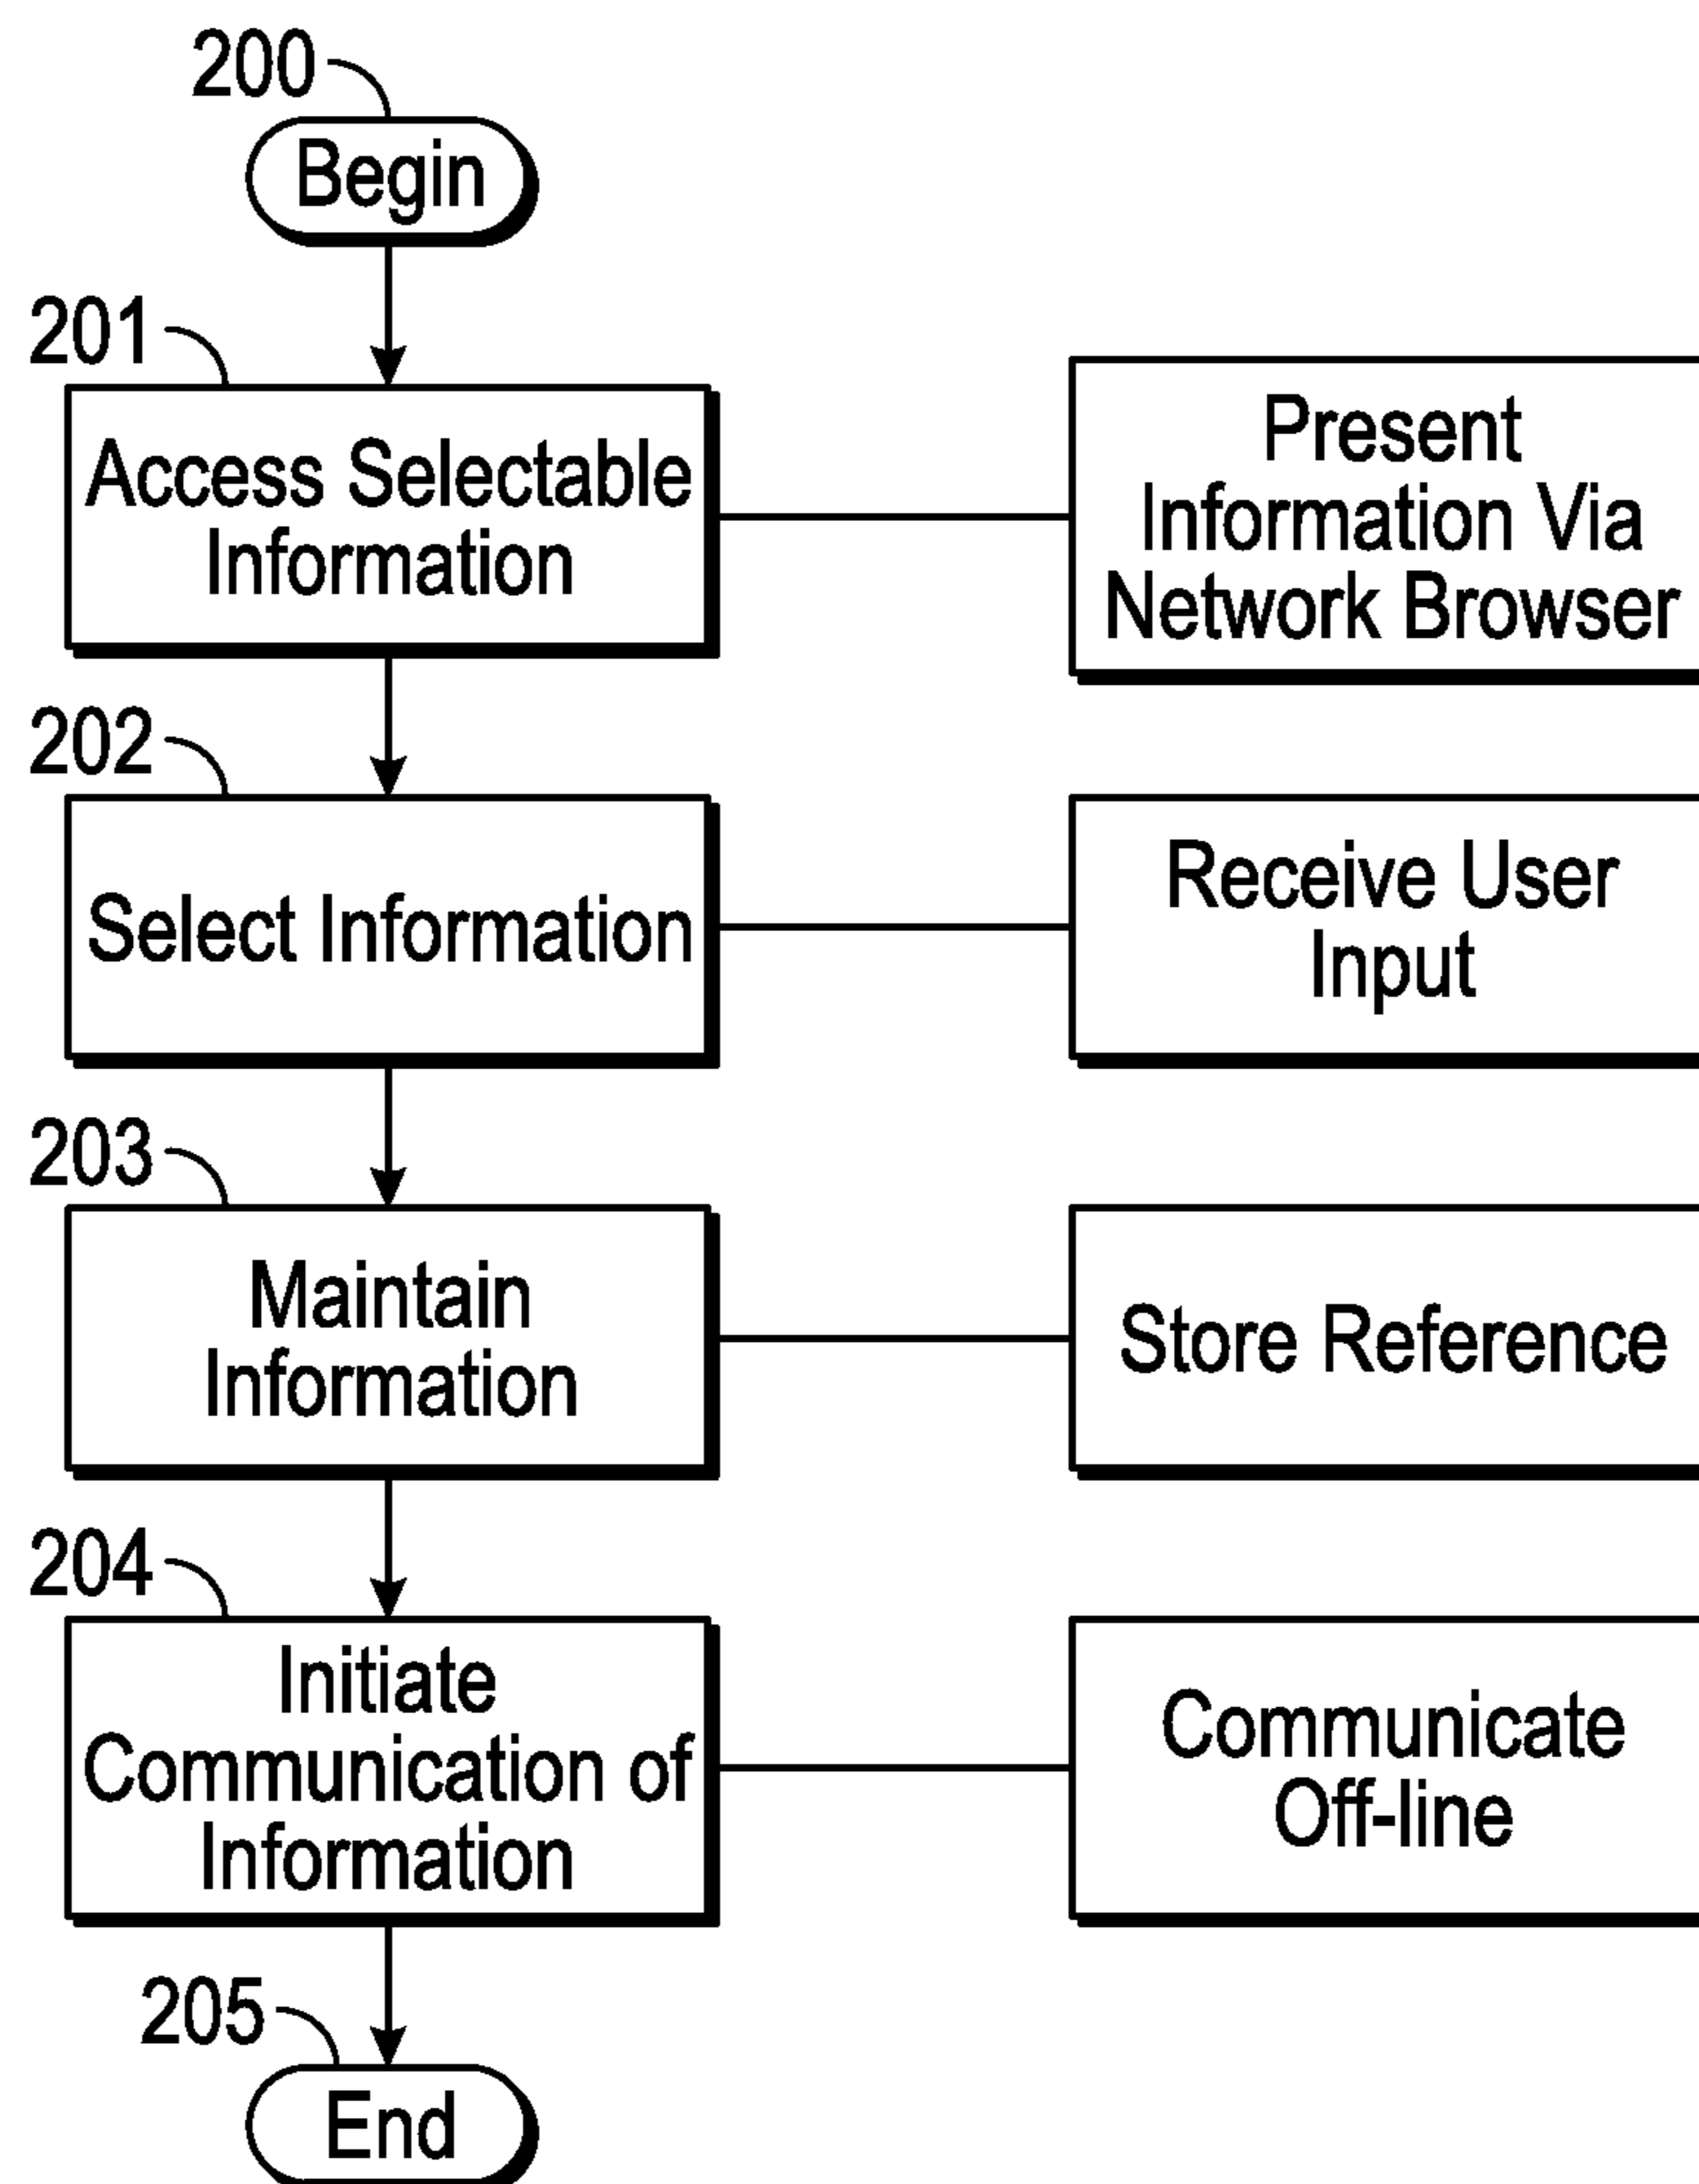 200
Begin
201
Access Selectable
Information
Present
Information Via
Network Browser
202
Select Information
Receive User
Input
203
Maintain
Information
Store Reference
204
Initiate
Communication of
Information
Communicate
Off-line
205
End